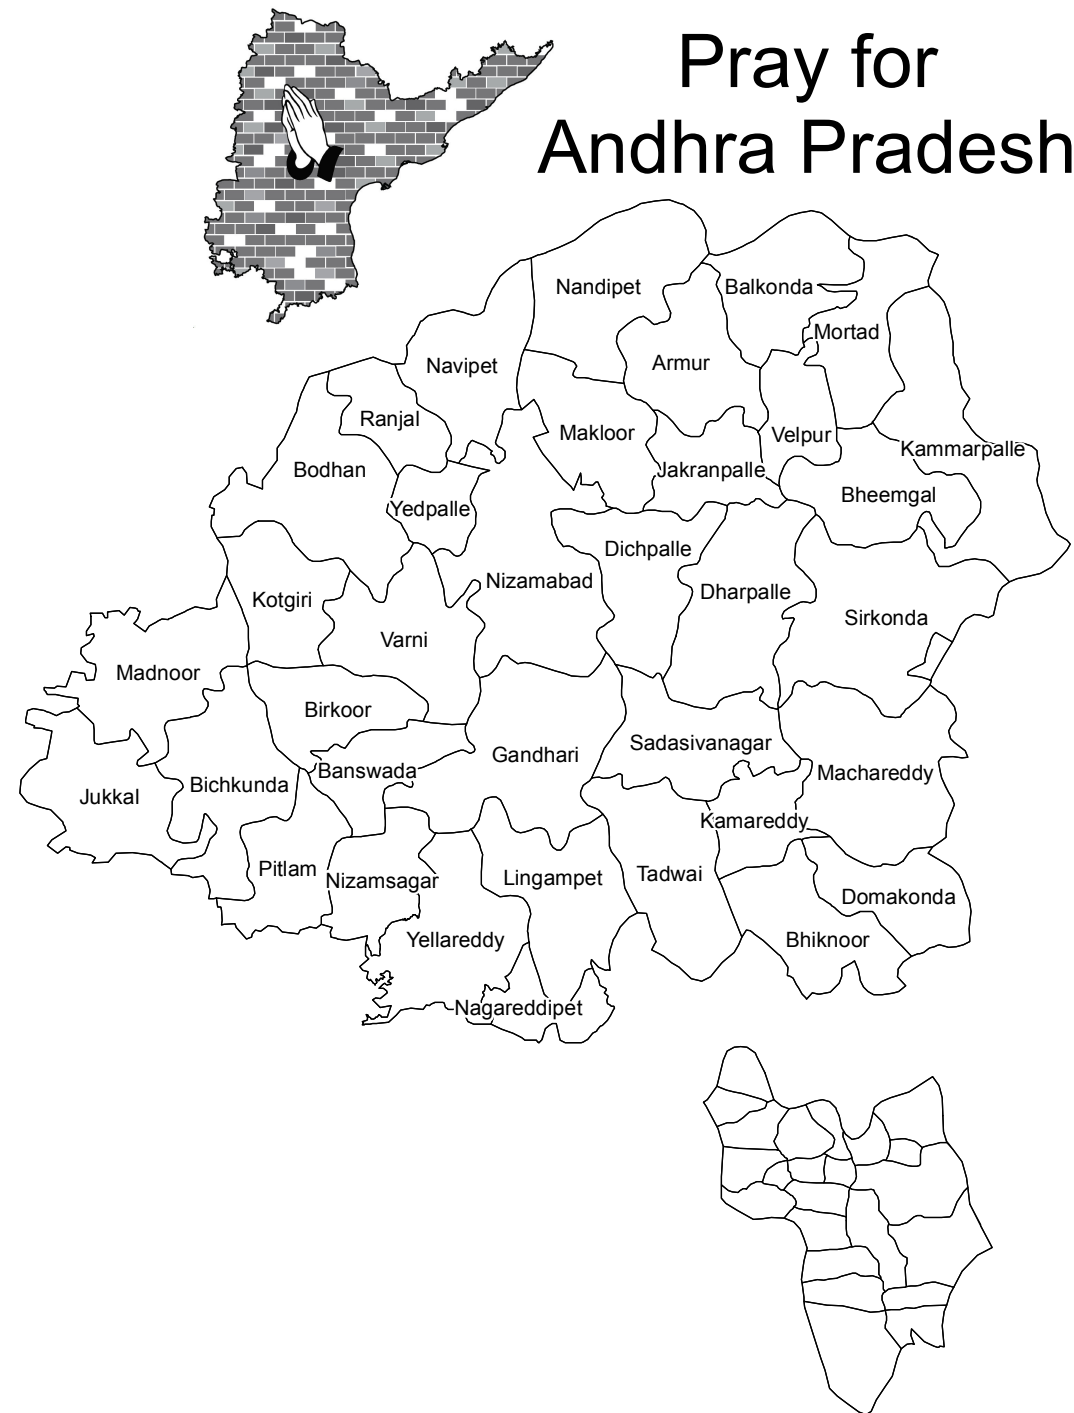 Pray for
Andhra Pradesh
Nandipet
Balkonda
Mortad
Navipet
Armur
Ranjal
Makloor
Velpur
Kammarpalle
Bodhan
Jakranpalle
Bheemgal
Yedpalle
Dichpalle
Nizamabad
Dharpalle
Kotgiri
Sirkonda
Varni
Madnoor
Birkoor
Sadasivanagar
Gandhari
Banswada
Machareddy
Bichkunda
Jukkal
Kamareddy
Pitlam
Nizamsagar
Lingampet
Tadwai
Domakonda
Yellareddy
Bhiknoor
Nagareddipet